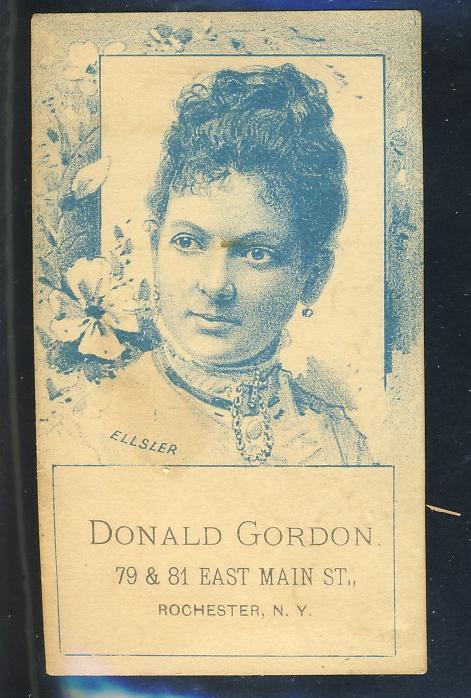 ELLSLER
DONALD GORDON.
79 & 81 EAST MAIN ST.,
ROCHESTER, N. Y.